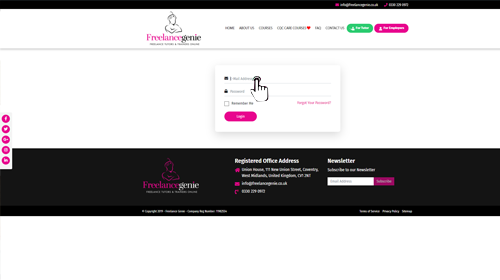 info@freelancegenie.co.uk 0330 229 0972
Freelancegenie
FREELANCE TUTORS & TRAINERS ONLINE
HOME ABOUT US COURSES CQC CARE COURSES FAQ CONTACT US For Tutor For Employers
E-Mail Address
Password
Remember Me Forgot Your Password?
Login
Freelancegenie
FREELANCE TUTORS & TRAINERS ONLINE
Registered Office Address
Union House, 111 New Union Street, Coventry,
West Midlands, United Kingdom, CV1 2NT
info@freelancegenie.co.uk
0330 229 0972
Newsletter
Subscribe to our Newsletter
Email Address Subscribe
© Copyright 2019 - Freelance Genie - Company Reg Number:
Terms of Service Privacy Policy Sitemap